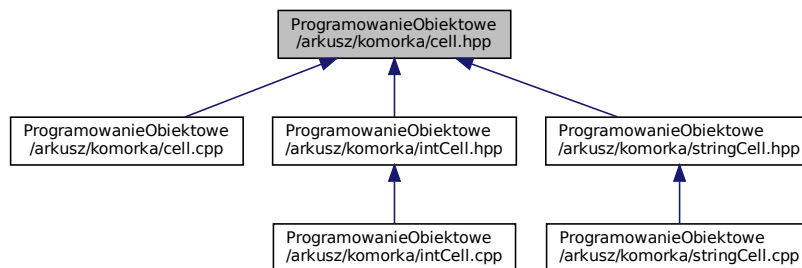 ProgramowanieObiektowe
/arkusz/komorka/cell.hpp
ProgramowanieObiektowe
/arkusz/komorka/cell.cpp
ProgramowanieObiektowe
/arkusz/komorka/intCell.hpp
ProgramowanieObiektowe
/arkusz/komorka/stringCell.hpp
ProgramowanieObiektowe
/arkusz/komorka/intCell.cpp
ProgramowanieObiektowe
/arkusz/komorka/stringCell.cpp